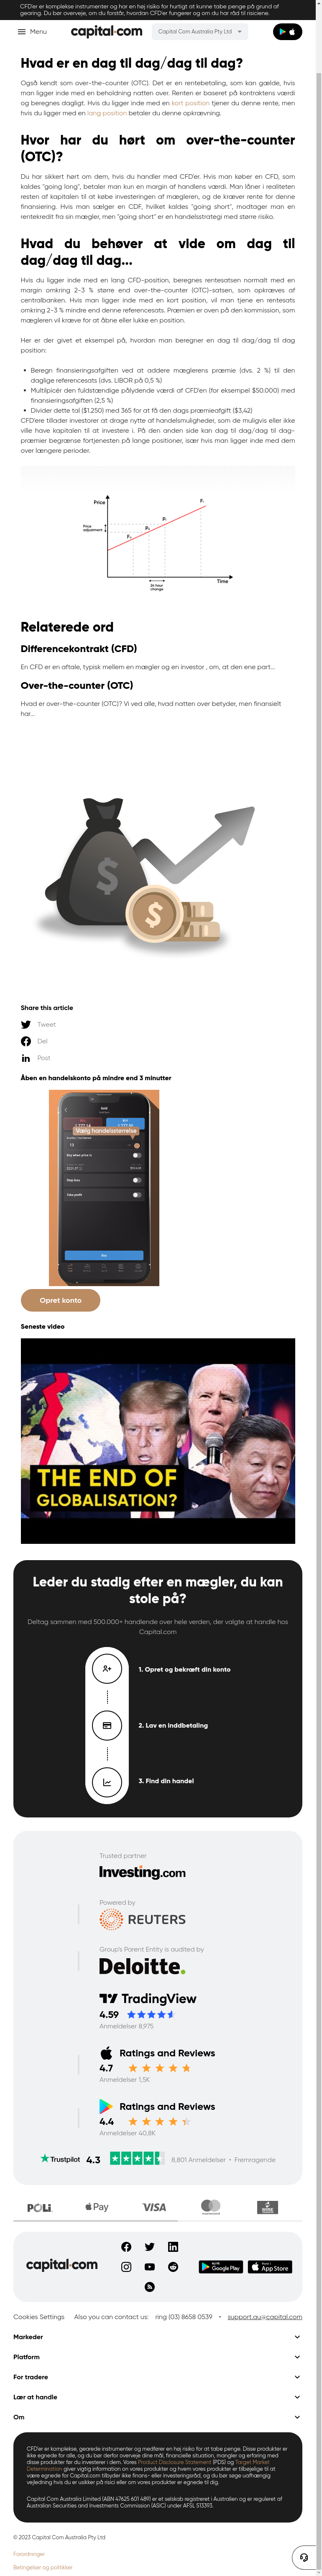 CFD'er er komplekse instrumenter og har en høj risiko for hurtigt at kunne tabe penge på grund af
gearing. Du bør overveje, om du forstår, hvordan CFD'er fungerer og om du har råd til risiciene.
Menu
capital.com
Capital Com Australia Pty Ltd
Hvad er en dag til dag/dag til dag?
Også kendt som over-the-counter (OTC). Det er en rentebetaling, som kan gælde, hvis
man ligger inde med en beholdning natten over. Renten er baseret på kontraktens værdi
og beregnes dagligt. Hvis du ligger inde med en kort position tjener du denne rente, men
hvis du ligger med en lang position betaler du denne opkrævning.
Hvor har du hørt om over-the-counter
(OTC)?
Du har sikkert hørt om dem, hvis du handler med CFD'er. Hvis man køber en CFD, som
kaldes "gong long", betaler man kun en margin af handlens værdi. Man låner i realiteten
resten af kapitalen til at købe investeringen af mægleren, og de kræver rente for denne
finansiering. Hvis man sælger en CDF, hvilket kaldes "going short", tjener man en
rentekredit fra sin mægler, men "going short" er en handelsstrategi med større risiko.
Hvad du behøver at vide om dag til
dag/dag til dag...
Hvis du ligger inde med en lang CFD-position, beregnes rentesatsen normalt med en
margin omkring 2-3 % større end over-the-counter (OTC)-satsen, som opkræves af
centralbanken. Hvis man ligger inde med en kort position, vil man tjene en rentesats
omkring 2-3 % mindre end denne referencesats. Præmien er oven på den kommission, som
mægleren vil kræve for at åbne eller lukke en position.
Her er der givet et eksempel på, hvordan man beregner en dag til dag/dag til dag
position:
Beregn finansieringsafgiften ved at addere mæglerens præmie (dvs. 2 %) til den
daglige referencesats (dvs. LIBOR på 0,5 %)
Multiplicér den fuldstændige pålydende værdi af CFD'en (for eksempel $50.000) med
finansieringsafgiften (2,5 %)
Divider dette tal ($1.250) med 365 for at få den dags præmieafgift ($3,42)
CFD'erne tillader investorer at drage nytte af handelsmuligheder, som de muligvis eller ikke
ville have kapitalen til at investere i. På den anden side kan dag til dag/dag til dag-
præmier begrænse fortjenesten på lange positioner, især hvis man ligger inde med dem
over længere perioder.
Price
Price
adjustement
24 hour
change
Time
Relaterede ord
Differencekontrakt (CFD)
En CFD er en aftale, typisk mellem en mægler og en investor , om, at den ene part...
Over-the-counter (OTC)
Hvad er over-the-counter (OTC)? Vi ved alle, hvad natten over betyder, men finansielt
har...
Share this article
Tweet
Del
Post
Åben en handelskonto på mindre end 3 minutter
Vælg handelsstørrelse
Opret konto
Seneste video
THE END OF
GLOBALISATION?
Leder du stadig efter en mægler, du kan
stole på?
Deltag sammen med 500.000+ handlende over hele verden, der valgte at handle hos
Capital.com
1. Opret og bekræft din konto
2. Lav en inddbetaling
3. Find din handel
Trusted partner
Investing.com
Powered by
REUTERS
Group's Parent Entity is audited by
Deloitte.
TradingView
4.59
Anmeldelser 8,975
Ratings and Reviews
4.7
Anmeldelser 1,5K
Ratings and Reviews
4.4
Anmeldelser 40,8K
Trustpilot 4.3 8,801 Anmeldelser • Fremragende
POLi Pay VISA mastercard
capital.com
Google Play
App Store
Cookies Settings Also you can contact us: ring (03) 8658 0539 • support.au@capital.com
Markeder
Platform
For tradere
Lær at handle
Om
CFD'er er komplekse, gearede instrumenter og medfører en høj risiko for at tabe penge. Disse produkter er
ikke egnede for alle, og du bør derfor overveje din mål, finansielle situation, mangler og erfaring med
disse produkter før du investerer i dem. Vores Product Disclosure Statement (PDS) og Target Market
Determination giver vigtig information on vores produkter og hvem vores produkter er tilbøjelige til at
være egnede for. Capital.com tilbyder ikke finans- eller investeringsråd, og du bør søge uafhængig
vejledning hvis du er usikker på risici eller om vores produkter er egnede til dig.
Capital Com Australia Limited (ABN 47625 601 489) er et selskab registreret i Australien og er reguleret af
Australian Securities and Investments Commission (ASIC) under AFSL 513393.
© 2023 Capital Com Australia Pty Ltd
Forordninger
Betingelser og politikker